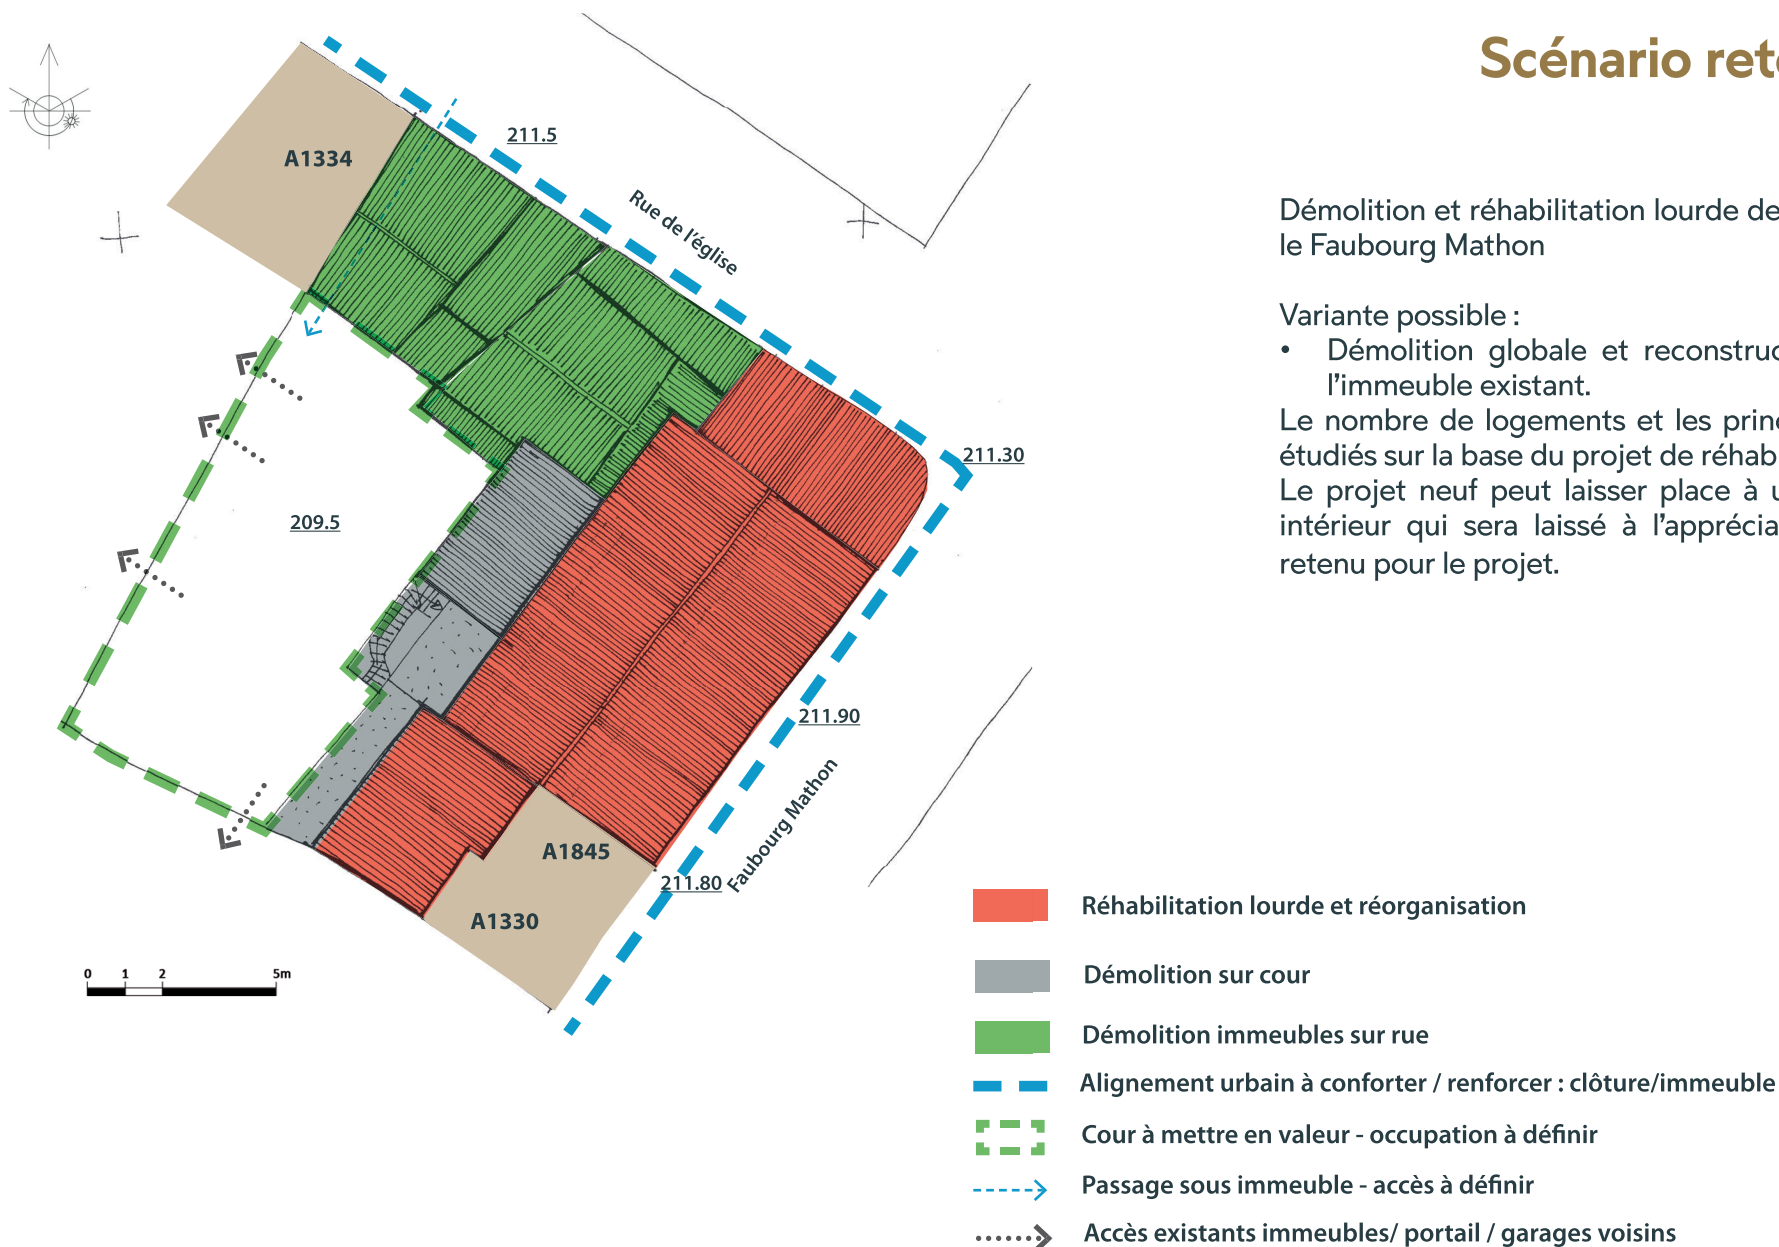 Scénario
A1334
211.5
Rue de l'église
Démolition et réhabilitation lourde de
le Faubourg Mathon
Variante possible :
• Démolition globale et
l'immeuble existant.
Le nombre de logements et les
étudiés sur la base du projet de
Le projet neuf peut laisser place à
intérieur qui sera laissé à
retenu pour le projet.
211.30
209.5
211.90
Faubourg Mathon
A1845
211.80
A1330
0 1 2 5m
Réhabilitation lourde et réorganisation
Démolition sur cour
Démolition immeubles sur rue
Alignement urbain à conforter / renforcer : clôture/immeuble
Cour à mettre en valeur - occupation à définir
Passage sous immeuble - accès à définir
Accès existants immeubles/ portail / garages voisins